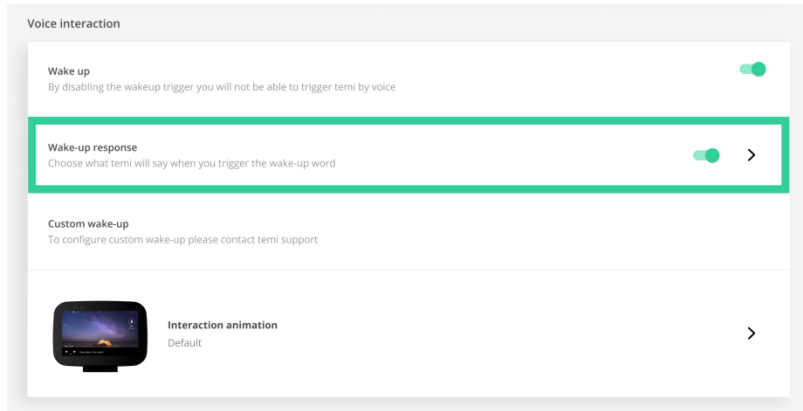 Voice interaction
Wake up
By disabling the wakeup trigger you will not be able to trigger temi by voice
Wake-up response
Choose what temi will say when you trigger the wake-up word
Custom wake-up
To configure custom wake-up please contact temi support
Interaction animation
Default